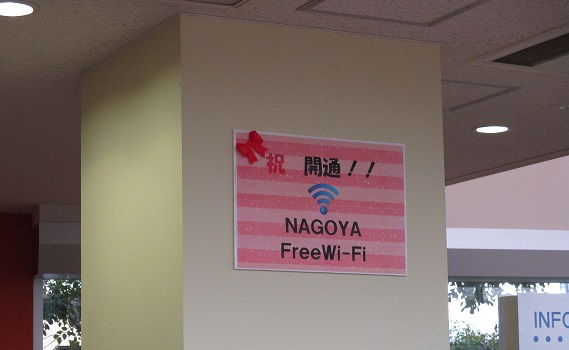 祝 開通！！
NAGOYA
FreeWi-Fi
INFO